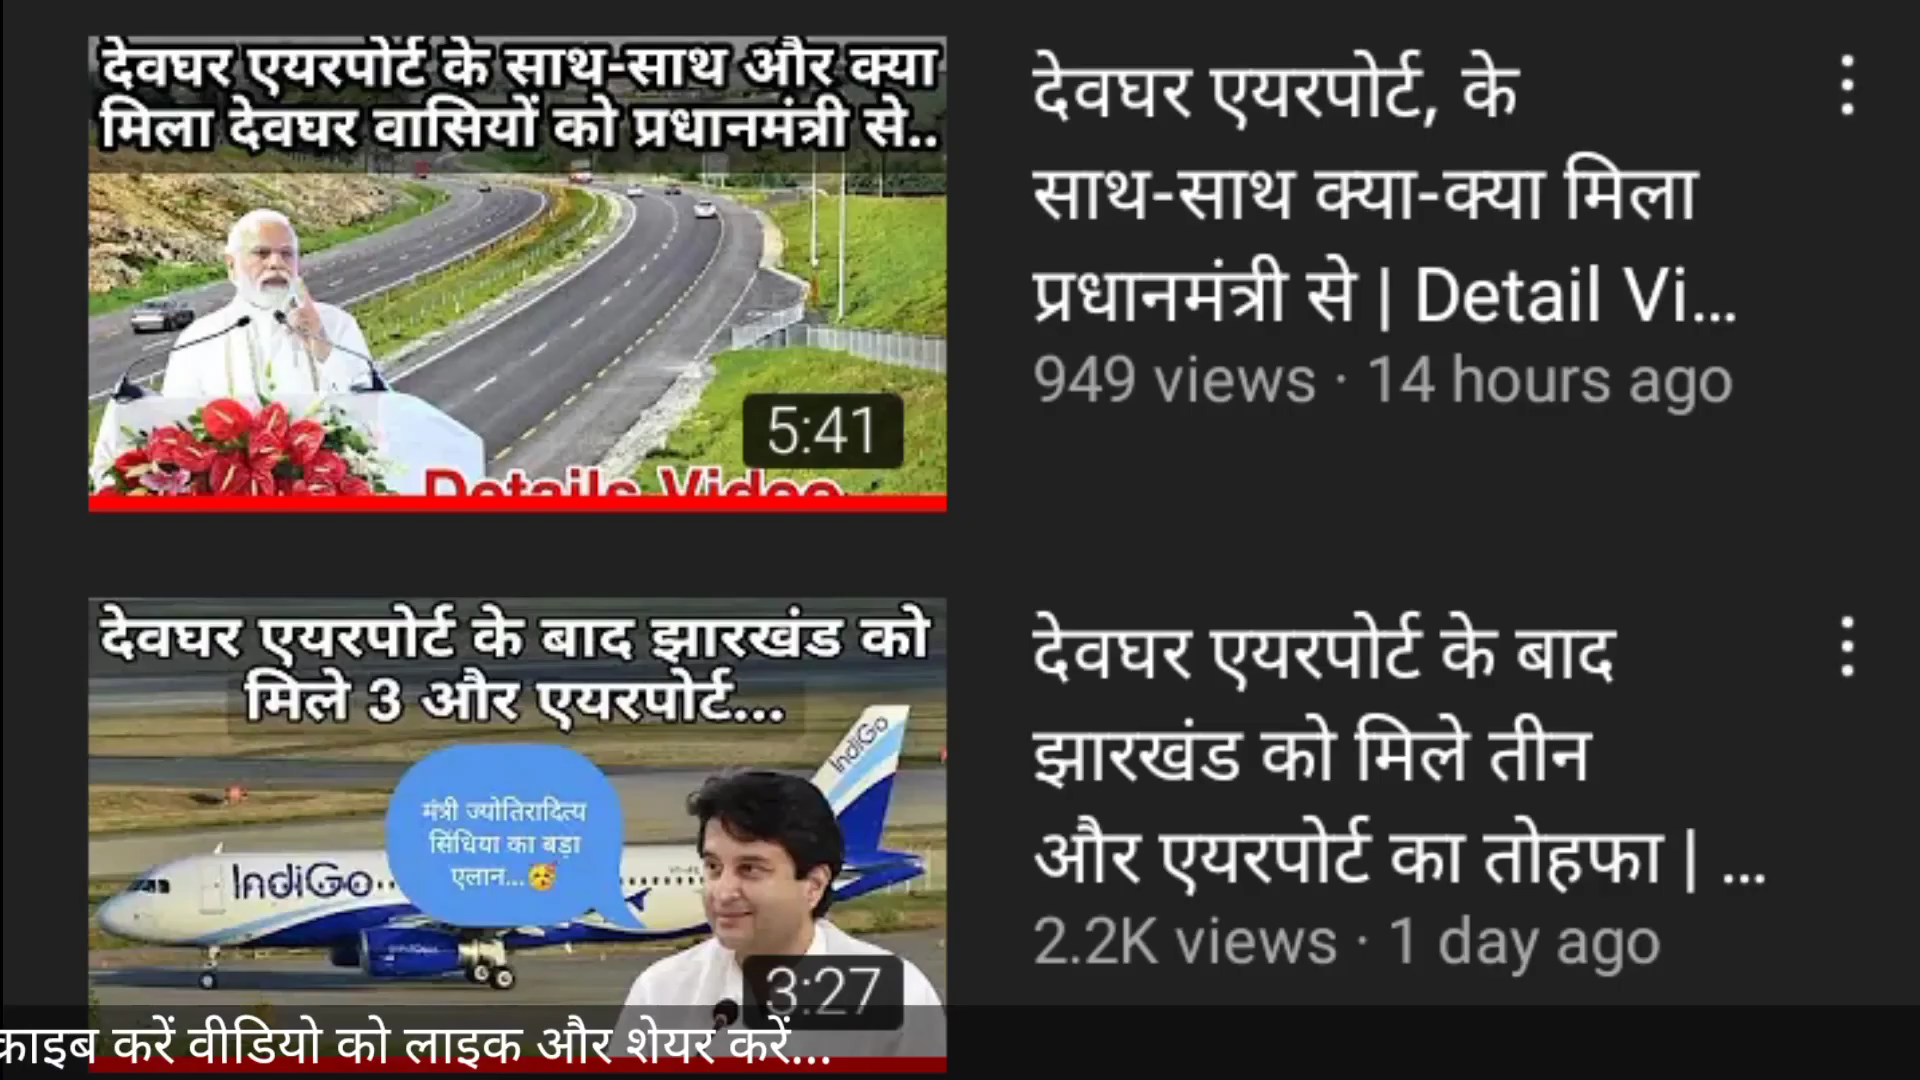 देवघर एयरपोर्ट के साथ-साथ और क्या
मिला देवघर वासियों को प्रधानमंत्री से..
5:41
Details Video
देवघर एयरपोर्ट, के
साथ-साथ क्या-क्या मिला
प्रधानमंत्री से | Detail Vi...
949 views · 14 hours ago
देवघर एयरपोर्ट के बाद झारखंड को
मिले 3 और एयरपोर्ट...
IndiGo
मंत्री ज्योतिरादित्य
सिंधिया का बड़ा
एलान...🥳
IndiGo
3:27
देवघर एयरपोर्ट के बाद
झारखंड को मिले तीन
और एयरपोर्ट का तोहफा | ...
2.2K views · 1 day ago
क्राइब करें वीडियो को लाइक और शेयर करें...